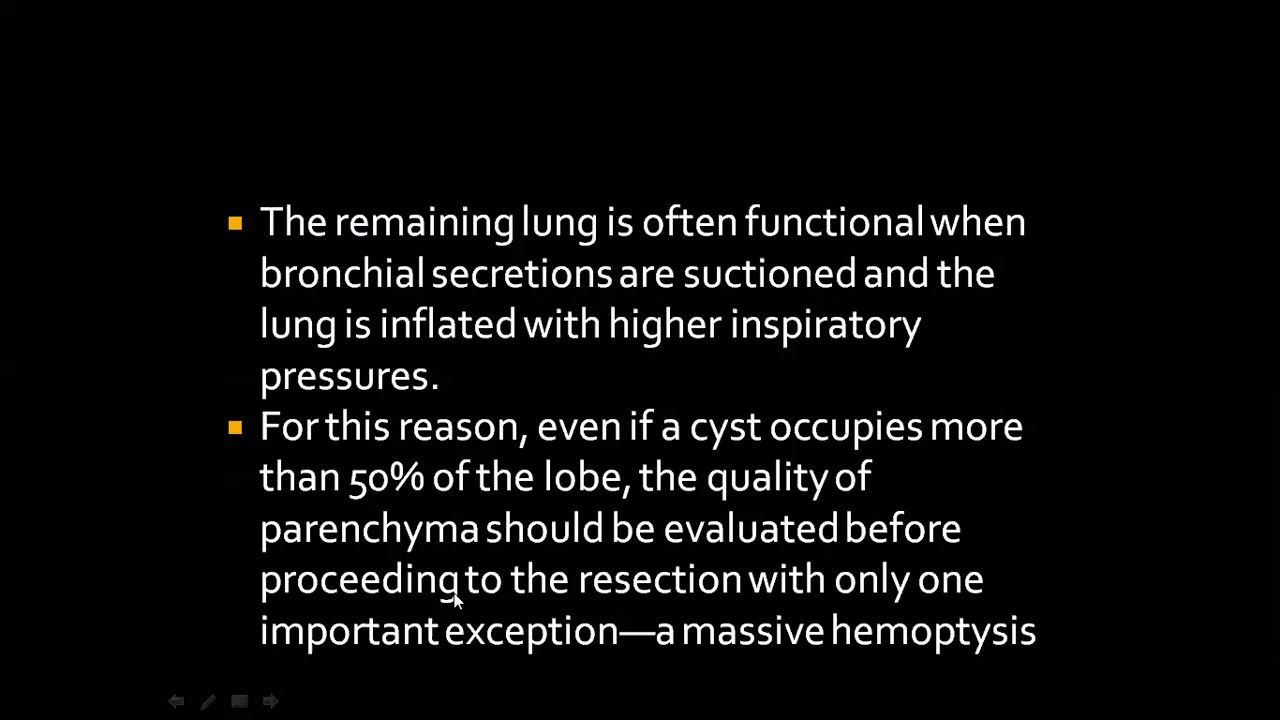 The remaining lung is often functional when
bronchial secretions are suctioned and the
lung is inflated with higher inspiratory
pressures.
For this reason, even if a cyst occupies more
than 50% of the lobe, the quality of
parenchyma should be evaluated before
proceeding to the resection with only one
important exception—a massive hemoptysis